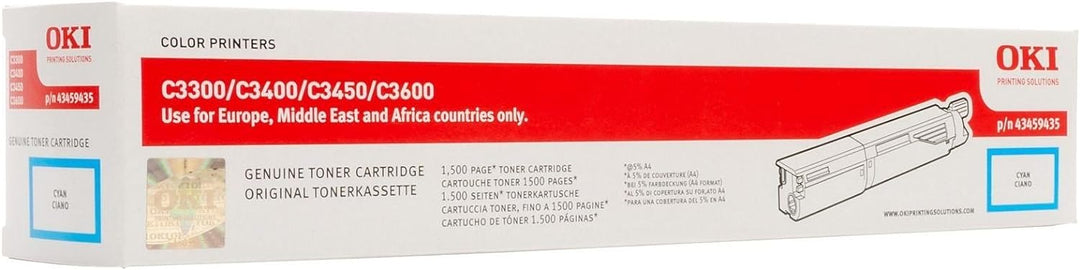 OKI
PRINTING SOLUTIONS
C3300
C3400
C3450
C3600
p/n 43459435
GENUINE TONER CARTRIDGE
CYAN
CIANO
COLOR PRINTERS
C3300/C3400/C3450/C3600
Use for Europe, Middle East and Africa countries only.
OKI
GENUINE TONER CARTRIDGE
ORIGINAL TONERKASSETTE
1,500 PAGE* TONER CARTRIDGE
CARTOUCHE TONER 1500 PAGES*
1.500 SEITEN* TONERKARTUSCHE
CARTUCCIA TONER, FINO A 1500 PAGINE*
CARTUCHO DE TÓNER 1.500 PÁGINAS*
*@5% A4
*À 5% DE COUVERTURE (A4)
*BEI 5% FARBDECKUNG (A4 FORMAT)
*AL 5% DI COPERTURA SU FORMATO A4
*PARA UNA COBERTURA DEL 5% EN A4
OKI
PRINTING SOLUTIONS
p/n 43459435
CYAN
CIANO
WWW.OKIPRINTINGSOLUTIONS.COM